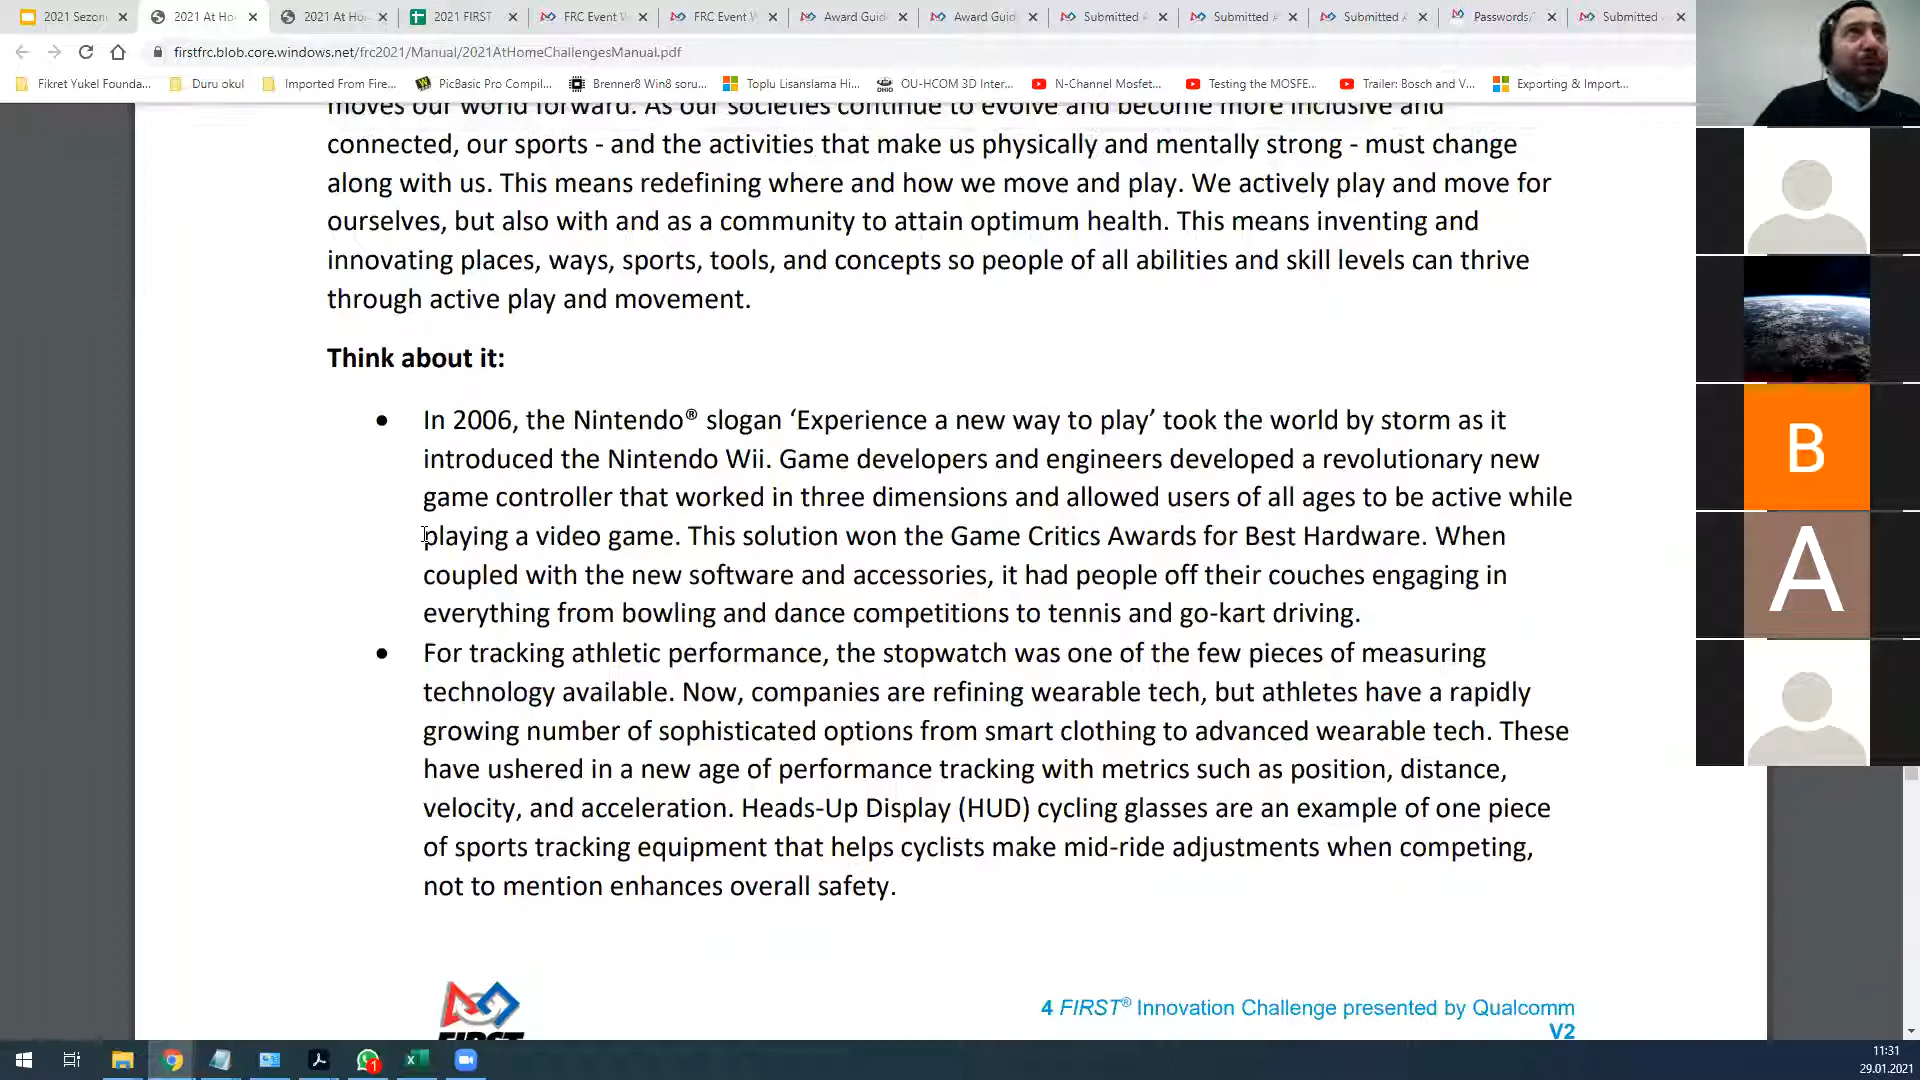 2021 Sezon
2021 At Ho
2021 At Ho
2021 FIRST
FRC Event W
FRC Event W
Award Guid
Award Guid
Submitted
Submitted
Submitted
Passwords/
Submitted
firstfrc.blob.core.windows.net/frc2021/Manual/2021AtHomeChallengesManual.pdf
Fikret Yukel Founda...
Duru okul
Imported From Fire...
PicBasic Pro Compil...
Brenner8 Win8 soru...
Toplu Lisanslama Hi...
OU-HCOM 3D Inter...
N-Channel Mosfet...
Testing the MOSFE...
Trailer: Bosch and V...
Exporting & Import...
moves our world forward. As our societies continue to evolve and become more inclusive and
connected, our sports - and the activities that make us physically and mentally strong - must change
along with us. This means redefining where and how we move and play. We actively play and move for
ourselves, but also with and as a community to attain optimum health. This means inventing and
innovating places, ways, sports, tools, and concepts so people of all abilities and skill levels can thrive
through active play and movement.
Think about it:
• In 2006, the Nintendo® slogan ‘Experience a new way to play’ took the world by storm as it
introduced the Nintendo Wii. Game developers and engineers developed a revolutionary new
game controller that worked in three dimensions and allowed users of all ages to be active while
playing a video game. This solution won the Game Critics Awards for Best Hardware. When
coupled with the new software and accessories, it had people off their couches engaging in
everything from bowling and dance competitions to tennis and go-kart driving.
• For tracking athletic performance, the stopwatch was one of the few pieces of measuring
technology available. Now, companies are refining wearable tech, but athletes have a rapidly
growing number of sophisticated options from smart clothing to advanced wearable tech. These
have ushered in a new age of performance tracking with metrics such as position, distance,
velocity, and acceleration. Heads-Up Display (HUD) cycling glasses are an example of one piece
of sports tracking equipment that helps cyclists make mid-ride adjustments when competing,
not to mention enhances overall safety.
FIRST
4 FIRST® Innovation Challenge presented by Qualcomm
V2
B
A
1
11:31
29.01.2021